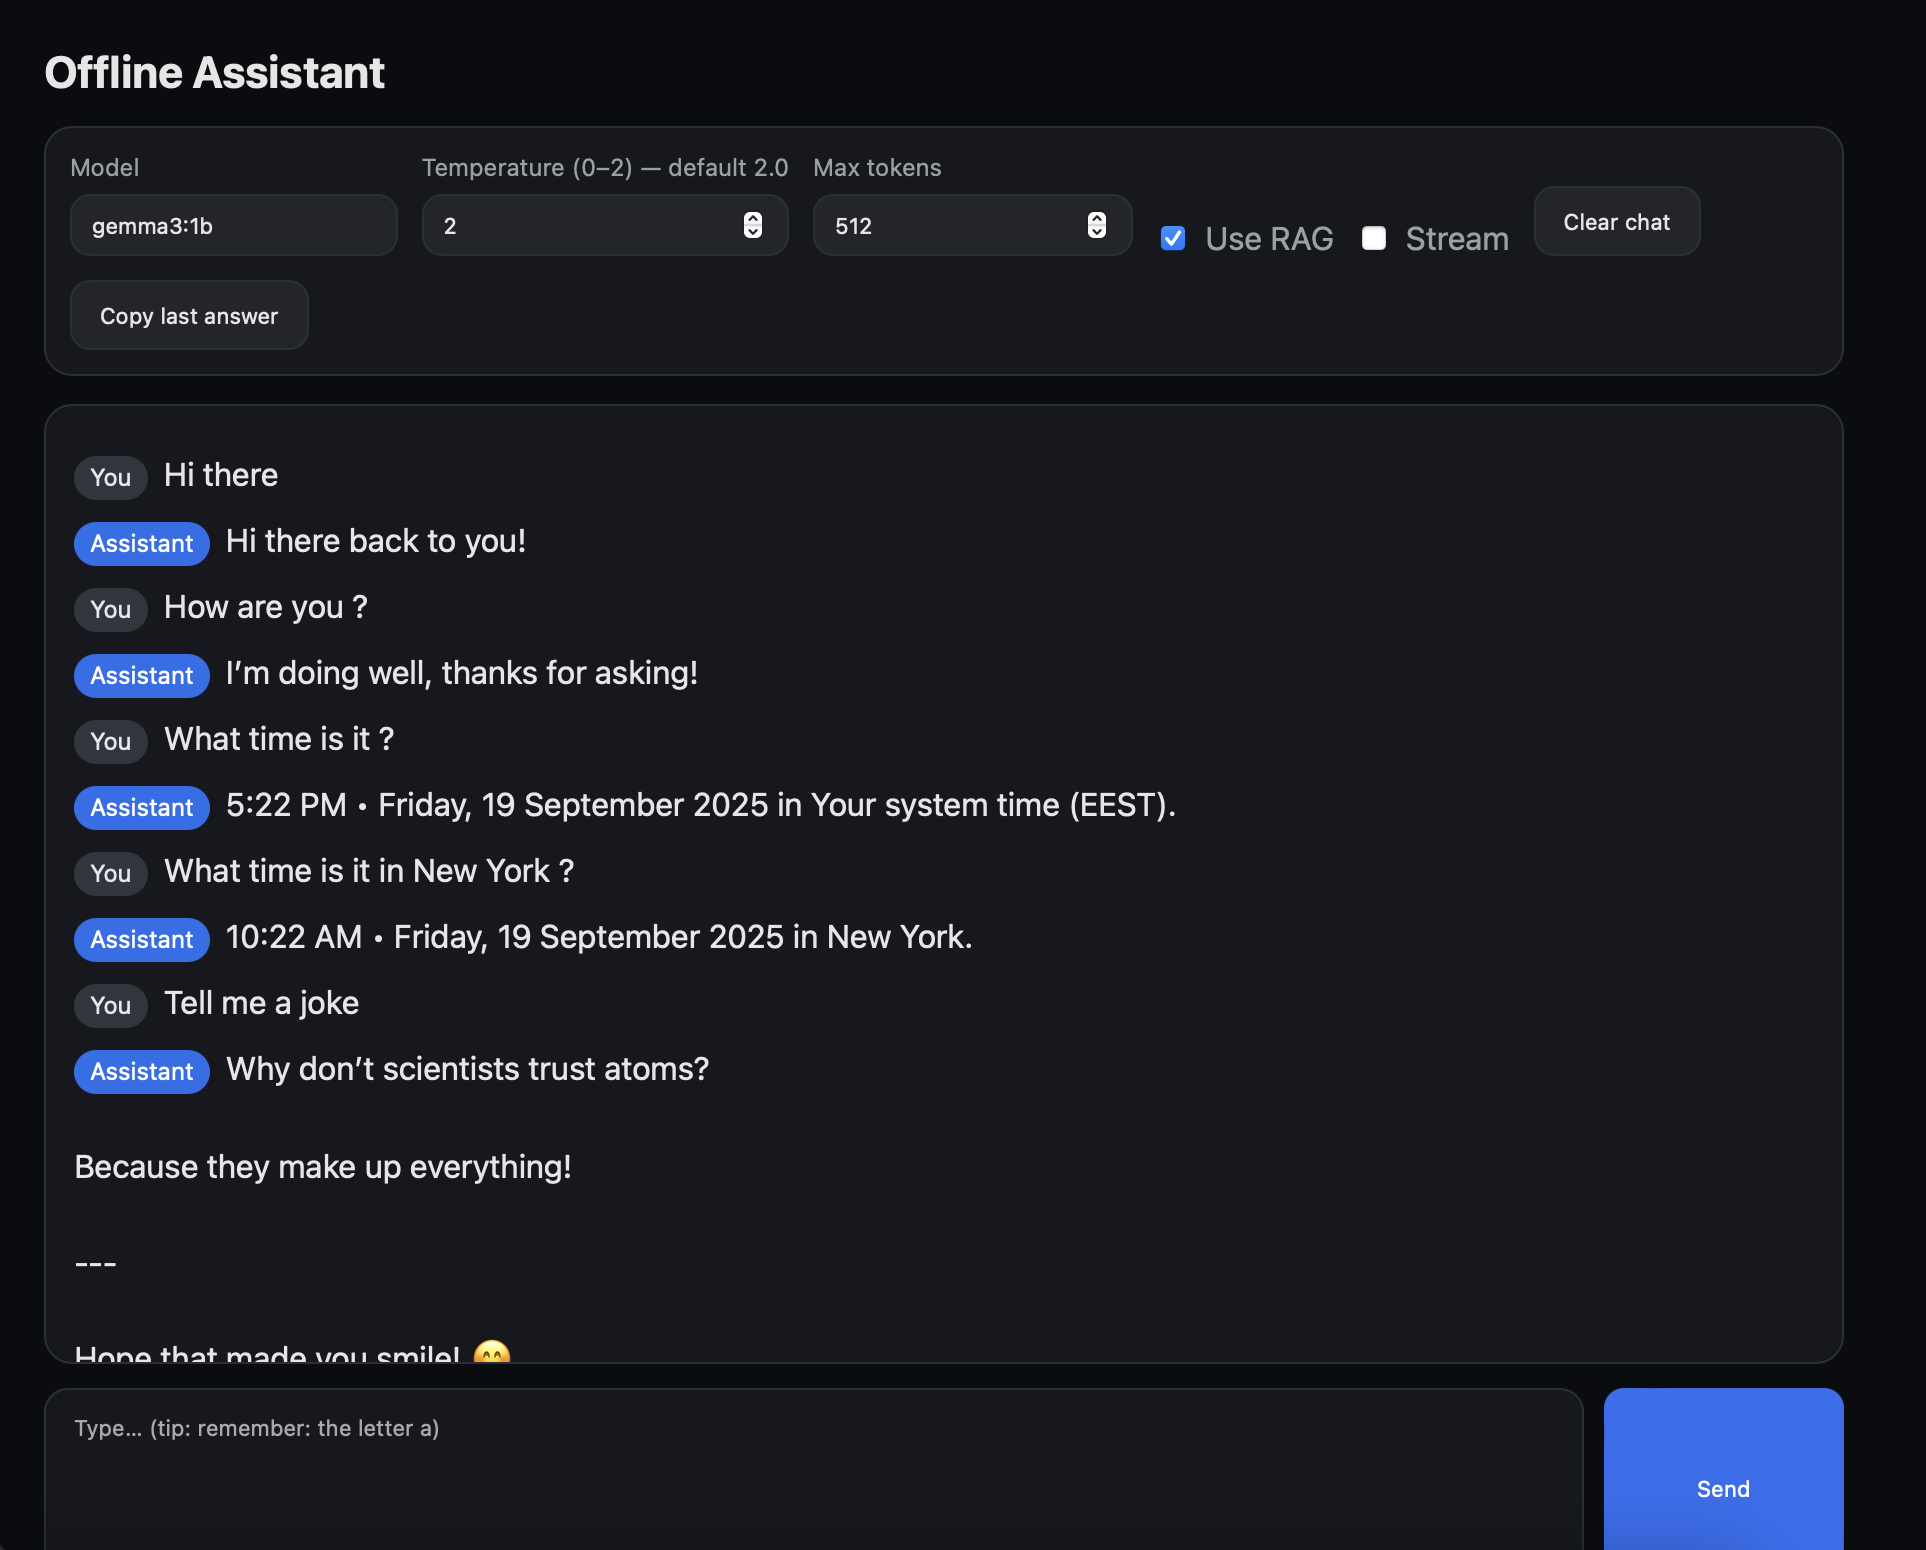 Offline Assistant
Model
Temperature (0–2) — default 2.0
Max tokens
gemma3:1b
2
512
Use RAG
Stream
Clear chat
Copy last answer
You Hi there
Assistant Hi there back to you!
You How are you ?
Assistant I’m doing well, thanks for asking!
You What time is it ?
Assistant 5:22 PM • Friday, 19 September 2025 in Your system time (EEST).
You What time is it in New York ?
Assistant 10:22 AM • Friday, 19 September 2025 in New York.
You Tell me a joke
Assistant Why don’t scientists trust atoms?
Because they make up everything!
---
Hope that made you smile! 😊
Type… (tip: remember: the letter a)
Send